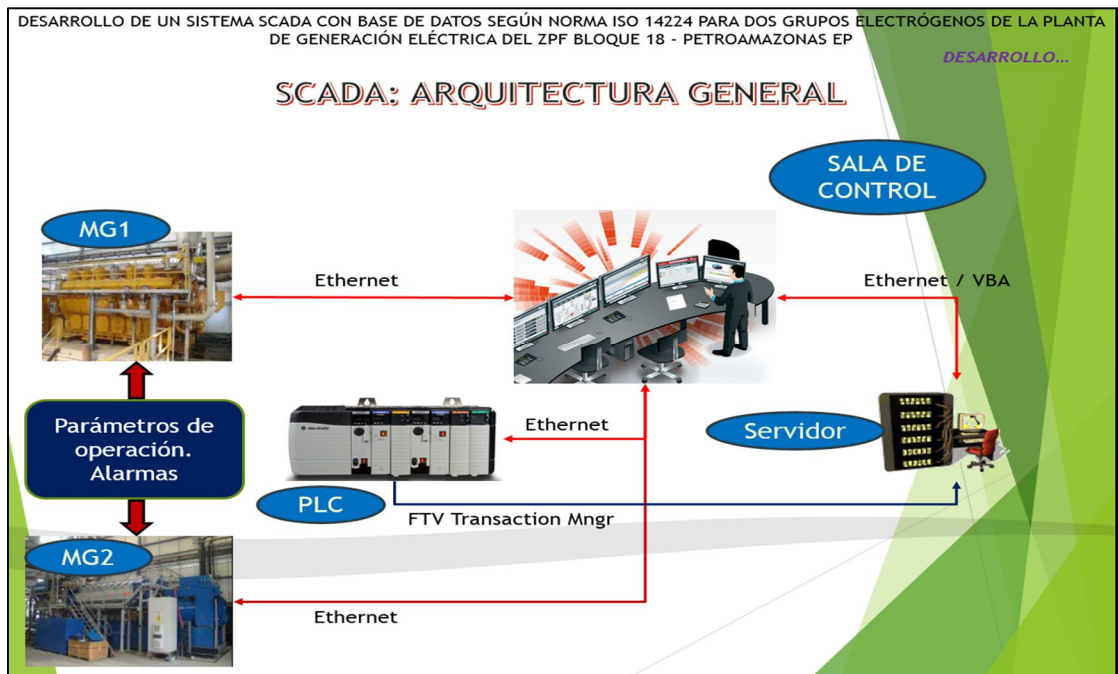 DESARROLLO DE UN SISTEMA SCADA CON BASE DE DATOS SEGÚN NORMA ISO 14224 PARA DOS GRUPOS ELECTRÓGENOS DE LA PLANTA
DE GENERACIÓN ELÉCTRICA DEL ZPF BLOQUE 18 - PETROAMAZONAS EP
DESARROLLO...
SCADA: ARQUITECTURA GENERAL
SALA DE
CONTROL
MG1
Ethernet
Ethernet / VBA
Parámetros de
operación.
Alarmas
Ethernet
Servidor
PLC
FTV Transaction Mngr
MG2
Ethernet